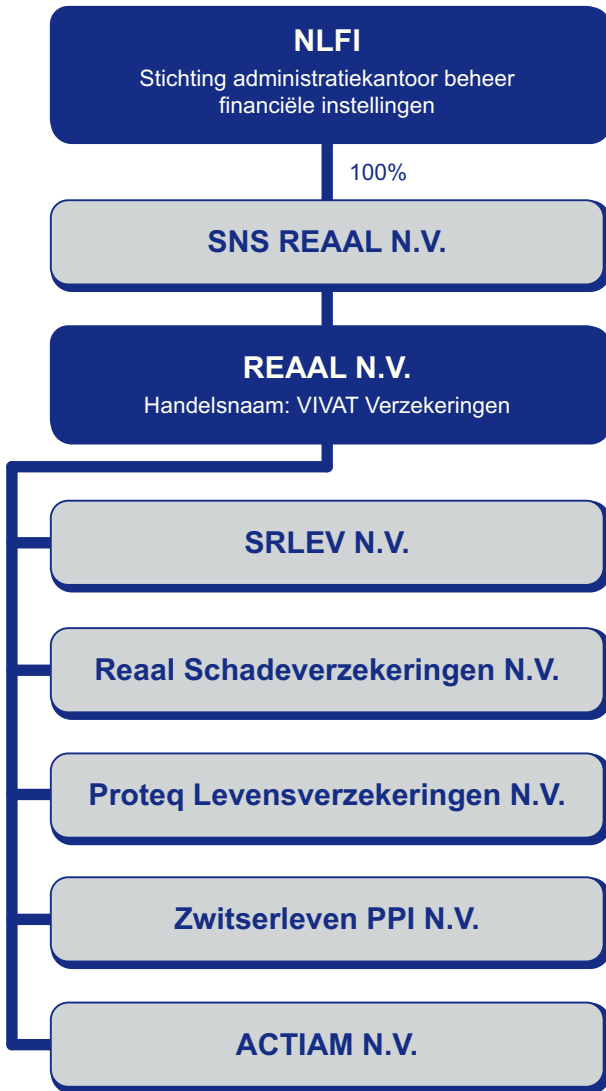 NLFI
Stichting administratiekantoor beheer
financiële instellingen
100%
SNS REAAL N.V.
REAAL N.V.
Handelsnaam: VIVAT Verzekeringen
SRLEV N.V.
Reaal Schadeverzekeringen N.V.
Proteq Levensverzekeringen N.V.
Zwitserleven PPI N.V.
ACTIAM N.V.